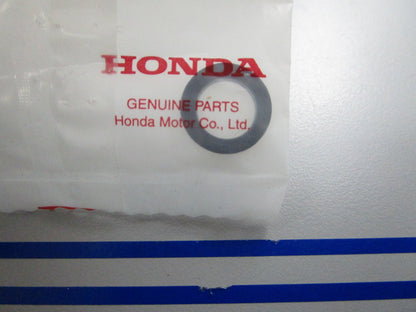 HONDA
GENUINE PARTS
Honda Motor Co., Ltd.